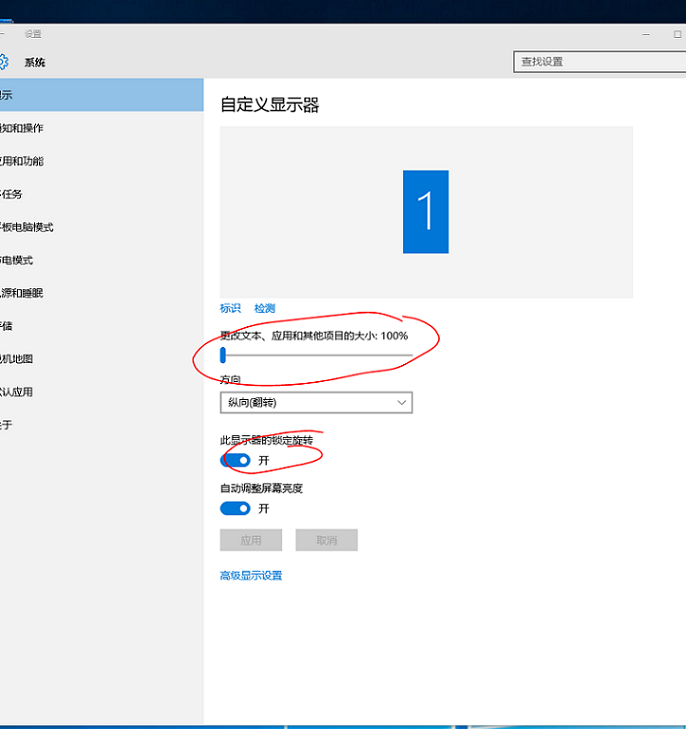 设置
系统
查找设置
示
知和操作
用和功能
任务
板电脑模式
电模式
源和睡眠
储
机地图
认应用
于
自定义显示器
1
标识 检测
更改文本、应用和其他项目的大小: 100%
方向
纵向(翻转)
此显示器的锁定旋转
开
自动调整屏幕亮度
开
应用 取消
高级显示设置